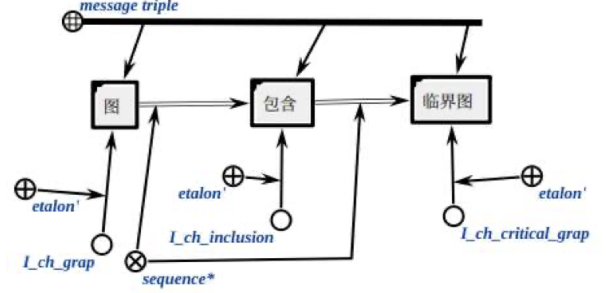 message triple
图
包含
临界图
etalon'
etalon'
etalon'
I_ch_grap
I_ch_inclusion
I_ch_critical_grap
sequence*